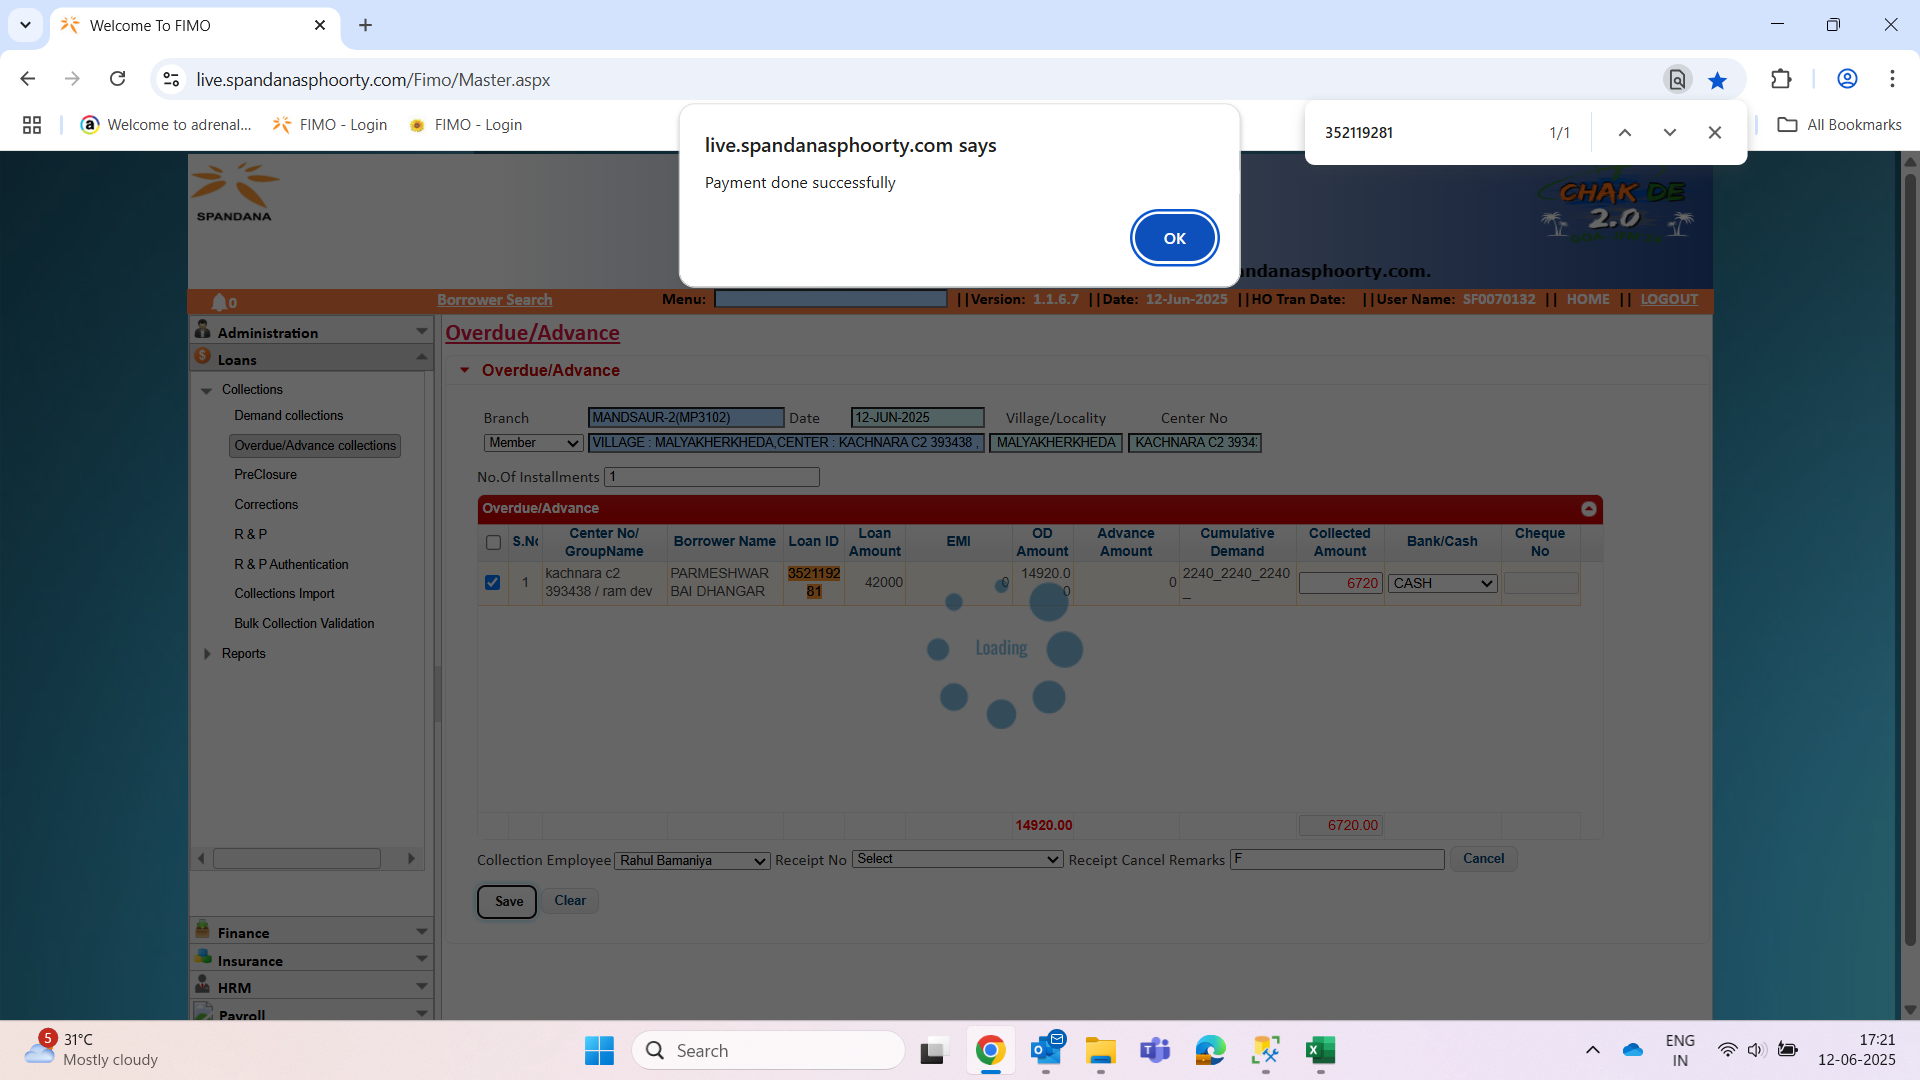 Welcome To FIMO
live.spandanasphoorty.com/Fimo/Master.aspx
Welcome to adrenal...
FIMO - Login
FIMO - Login
All Bookmarks
352119281
1/1
live.spandanasphoorty.com says
Payment done successfully
OK
SPANDANA
CHAK DE
2.0
ndanasphoorty.com.
0
Borrower Search
Menu:
||Version: 1.1.6.7 ||Date: 12-Jun-2025 ||HO Tran Date: ||User Name: SF0070132 || HOME || LOGOUT
Administration
Loans
Collections
Demand collections
Overdue/Advance collections
PreClosure
Corrections
R & P
R & P Authentication
Collections Import
Bulk Collection Validation
Reports
Finance
Insurance
HRM
Payroll
Overdue/Advance
Overdue/Advance
Branch MANDSAUR-2(MP3102) Date 12-JUN-2025 Village/Locality Center No
Member VILLAGE : MALYAKHERKHEDA,CENTER : KACHNARA C2 393438 , MALYAKHERKHEDA KACHNARA C2 3934
No.Of Installments 1
Overdue/Advance
S.No Center No/ GroupName Borrower Name Loan ID Loan Amount EMI OD Amount Advance Amount Cumulative Demand Collected Amount Bank/Cash Cheque No
1 kachnara c2 393438 / ram dev PARMESHWAR BAI DHANGAR 352119281 42000 0 14920.00 0 2240_2240_2240_ 6720 CASH
Loading
14920.00 6720.00
Collection Employee Rahul Bamaniya Receipt No Select Receipt Cancel Remarks F Cancel
Save Clear
5
31°C
Mostly cloudy
Search
ENG
IN
17:21
12-06-2025